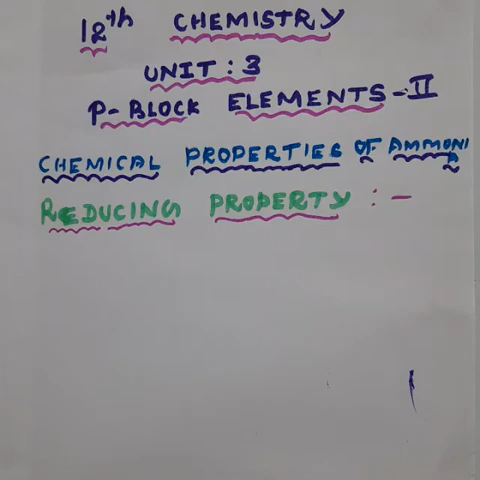 12th CHEMISTRY
UNIT : 3
P-BLOCK ELEMENTS-II
CHEMICAL PROPERTIES OF AMMONIA
REDUCING PROPERTY :-